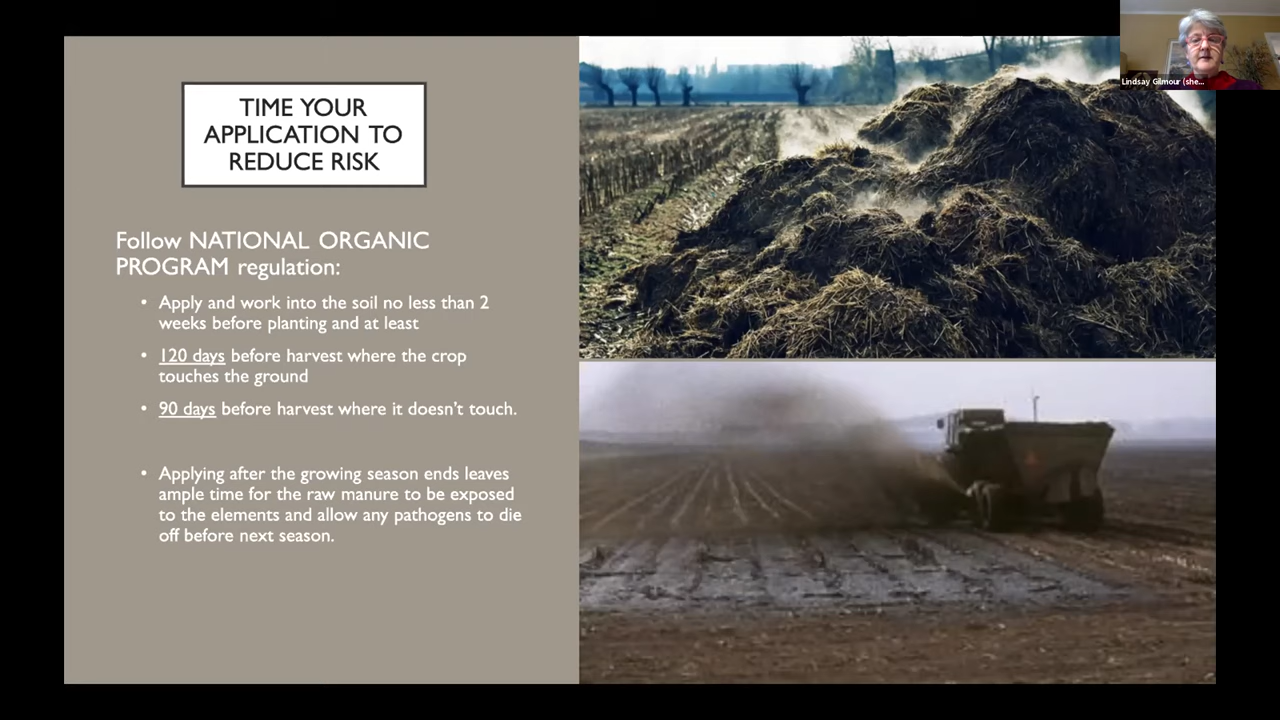 TIME YOUR
APPLICATION TO
REDUCE RISK
Follow NATIONAL ORGANIC
PROGRAM regulation:
• Apply and work into the soil no less than 2
weeks before planting and at least
• 120 days before harvest where the crop
touches the ground
• 90 days before harvest where it doesn't touch.
• Applying after the growing season ends leaves
ample time for the raw manure to be exposed
to the elements and allow any pathogens to die
off before next season.
Lindsay Gilmour (she...